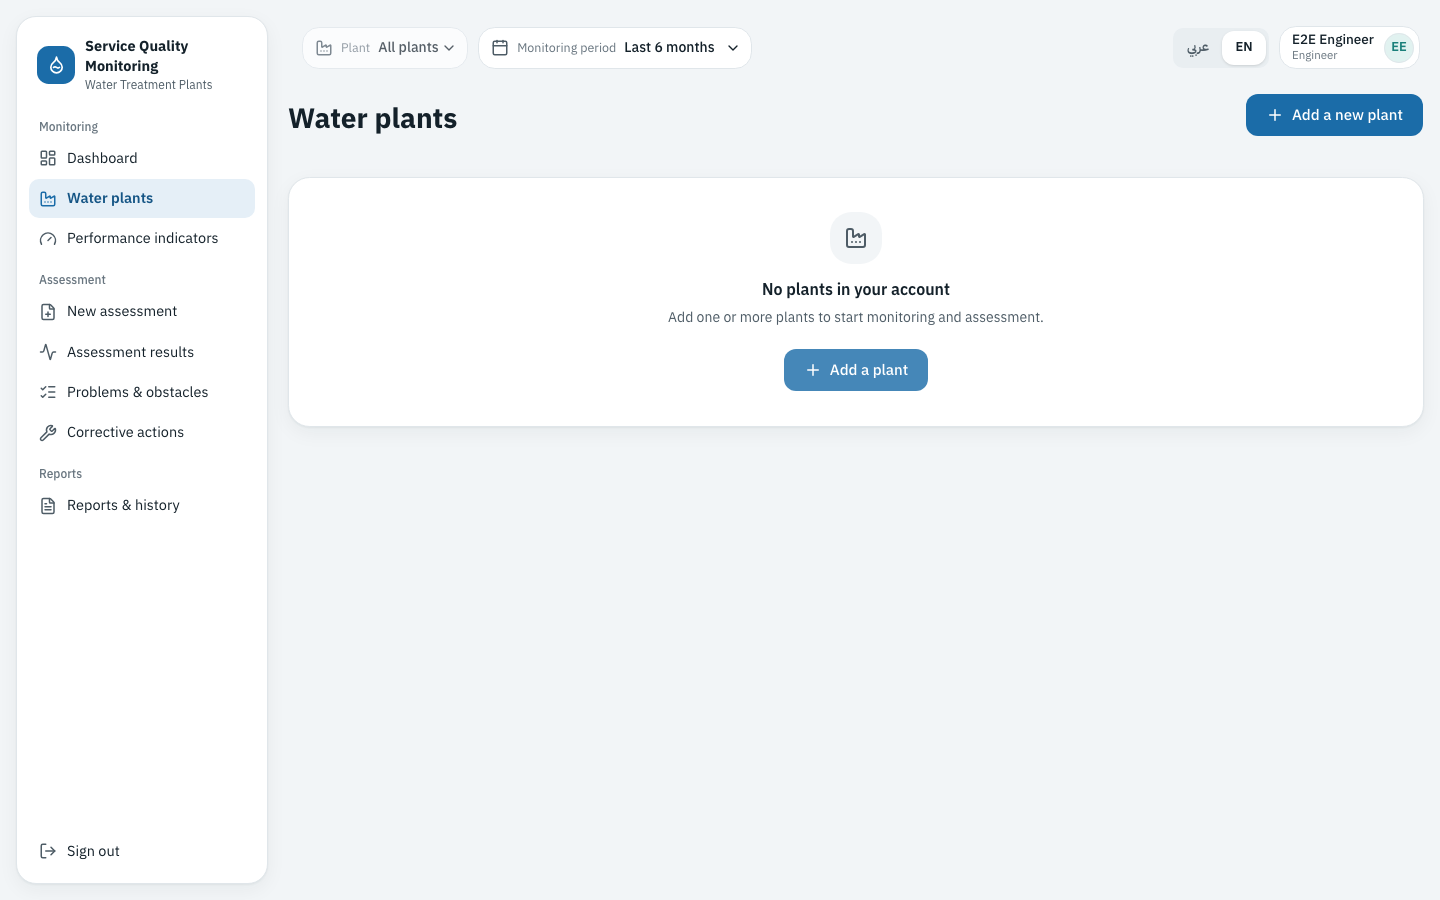 Service Quality
Monitoring
Water Treatment Plants
Monitoring
Dashboard
Water plants
Performance indicators
Assessment
New assessment
Assessment results
Problems & obstacles
Corrective actions
Reports
Reports & history
Sign out
Plant All plants
Monitoring period Last 6 months
عربي
EN
E2E Engineer
Engineer
EE
Water plants
Add a new plant
No plants in your account
Add one or more plants to start monitoring and assessment.
Add a plant